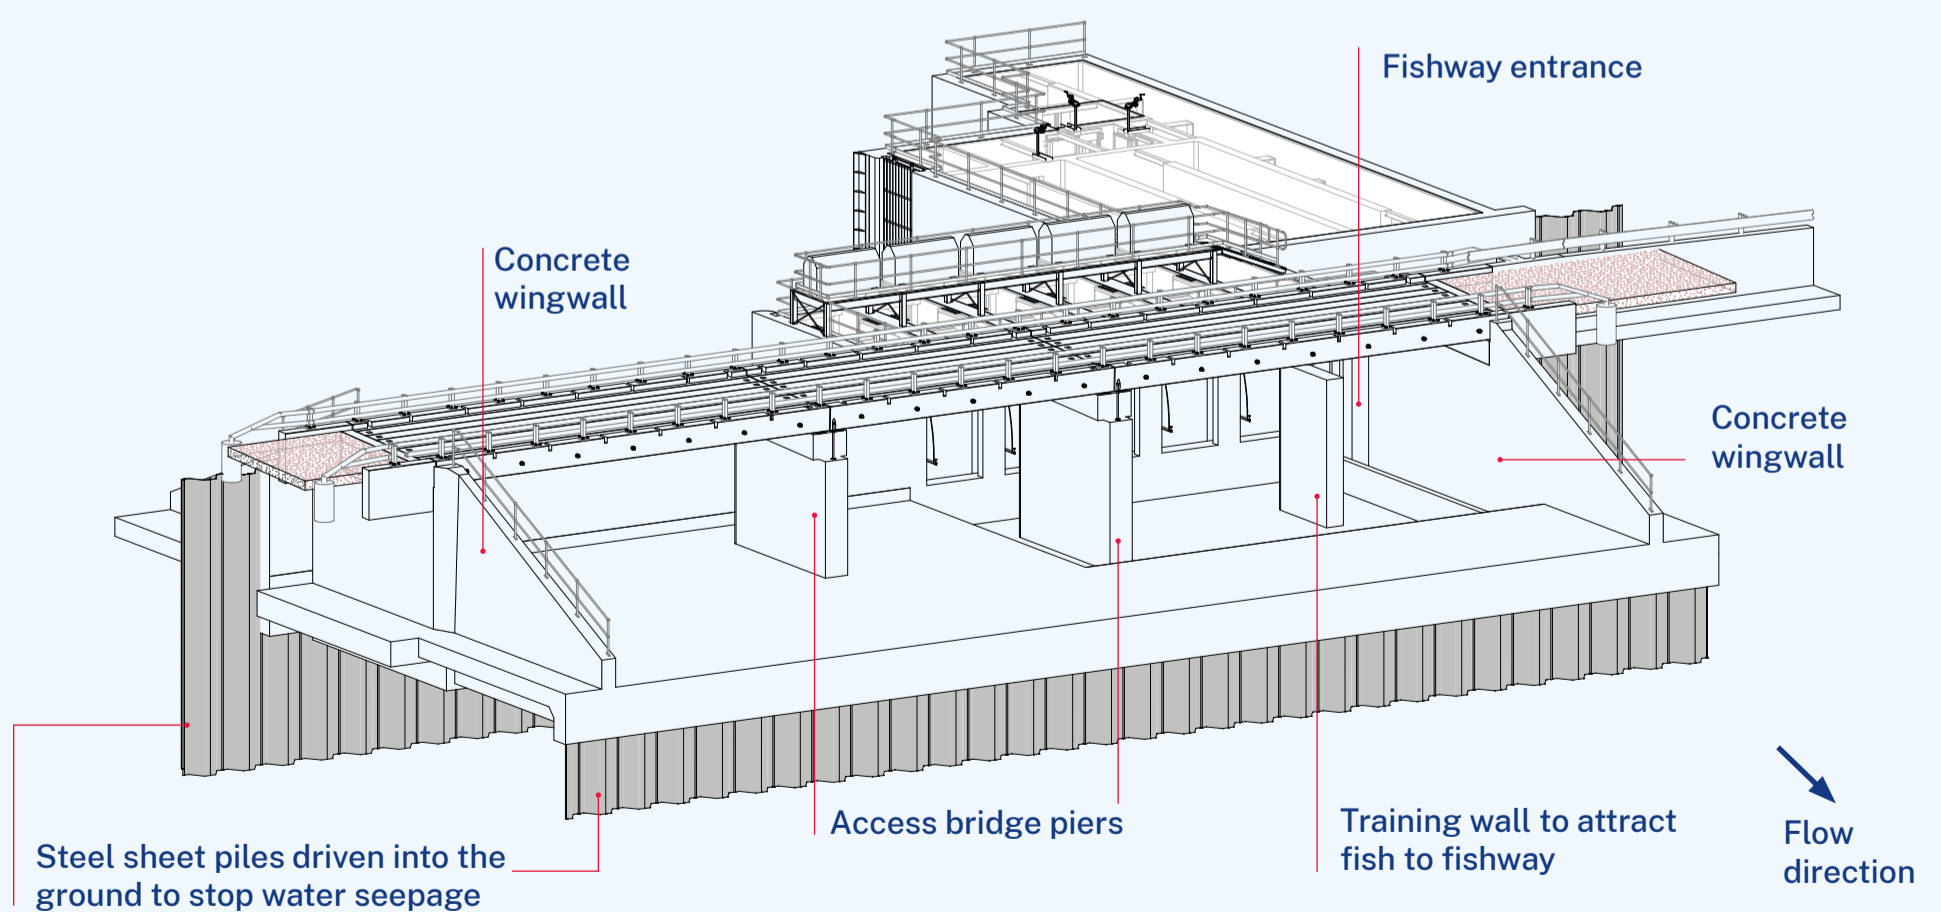 Fishway entrance
Concrete
wingwall
Concrete
wingwall
Access bridge piers
Training wall to attract
fish to fishway
Flow
direction
Steel sheet piles driven into the
ground to stop water seepage